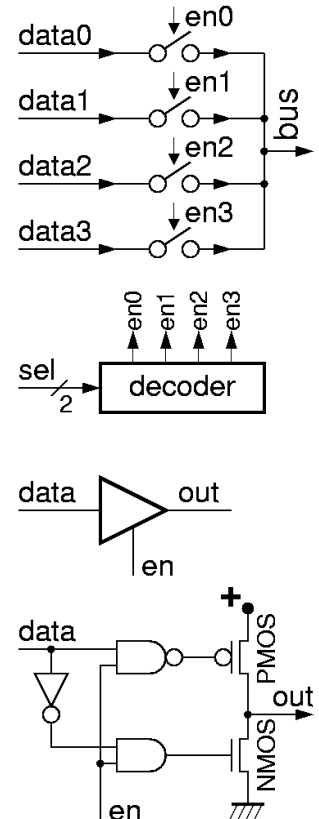 en0
data0
en1
data1
bus
en2
data2
en3
data3
en0 en1 en2 en3
sel
2
decoder
data
out
en
+
data
PMOS
out
NMOS
en